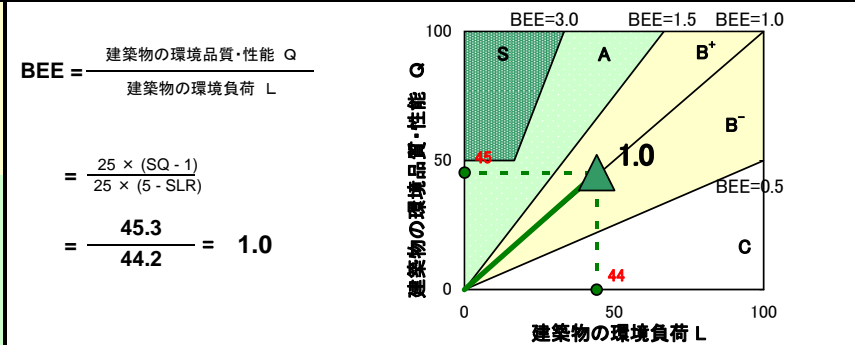 BEE = 建築物の環境品質・性能 Q
建築物の環境負荷 L
= 25 × (SQ - 1)
25 × (5 - SLR)
= 45.3
44.2
= 1.0
BEE=3.0 BEE=1.5 BEE=1.0
100
S A B+
B-
50
45
1.0
BEE=0.5
C
44
0
0 50 100
建築物の環境品質・性能 Q
建築物の環境負荷 L